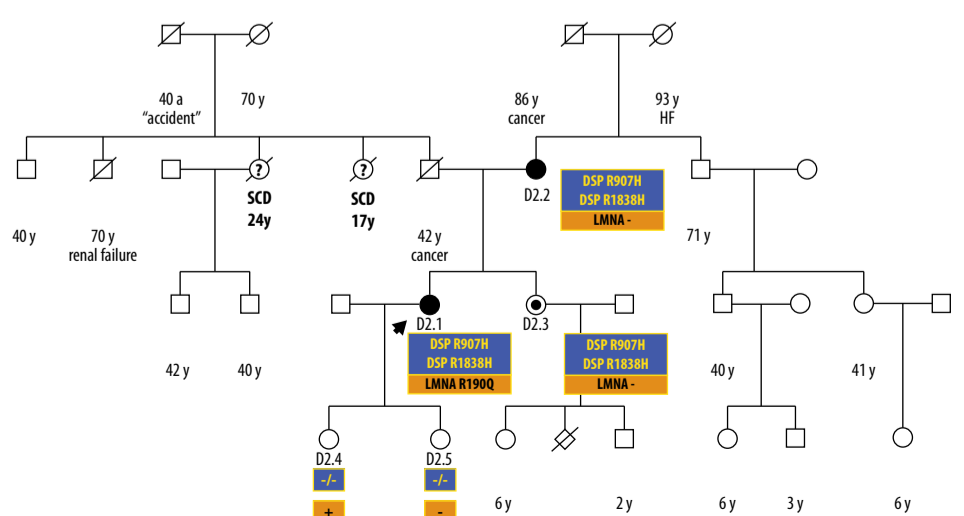 40 a
"accident"
70 y
86 y
cancer
93 y
HF
?
?
SCD
24y
SCD
17y
D2.2
DSP R907H
DSP R1838H
LMNA -
40 y
70 y
renal failure
42 y
cancer
71 y
D2.1
D2.3
DSP R907H
DSP R1838H
LMNA R190Q
DSP R907H
DSP R1838H
LMNA -
42 y
40 y
40 y
41 y
D2.4
-/-
+
D2.5
-/-
-
6 y
2 y
6 y
3 y
6 y